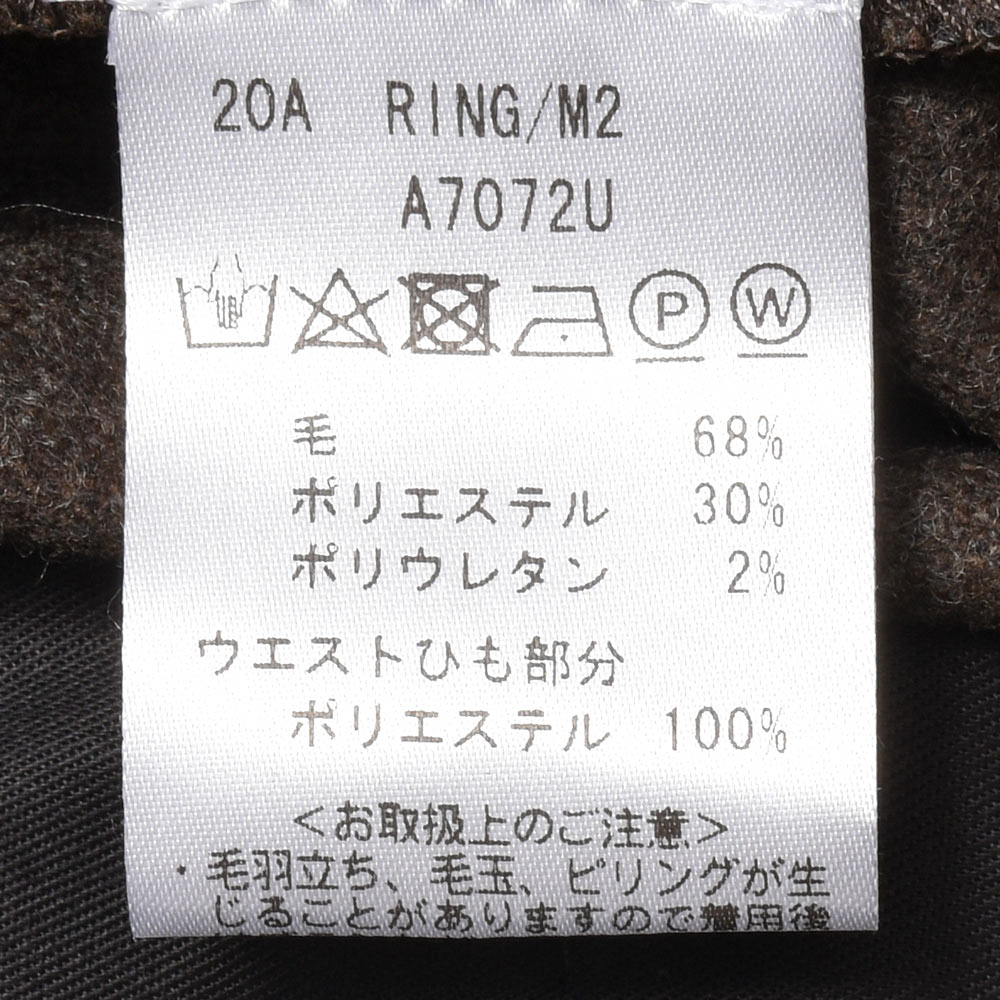 20A RING/M2
A7072U
P W
毛 68%
ポリエステル 30%
ポリウレタン 2%
ウエストひも部分
ポリエステル 100%
＜お取扱上のご注意＞
・毛羽立ち、毛玉、ピリングが生
じることがありますので着用後